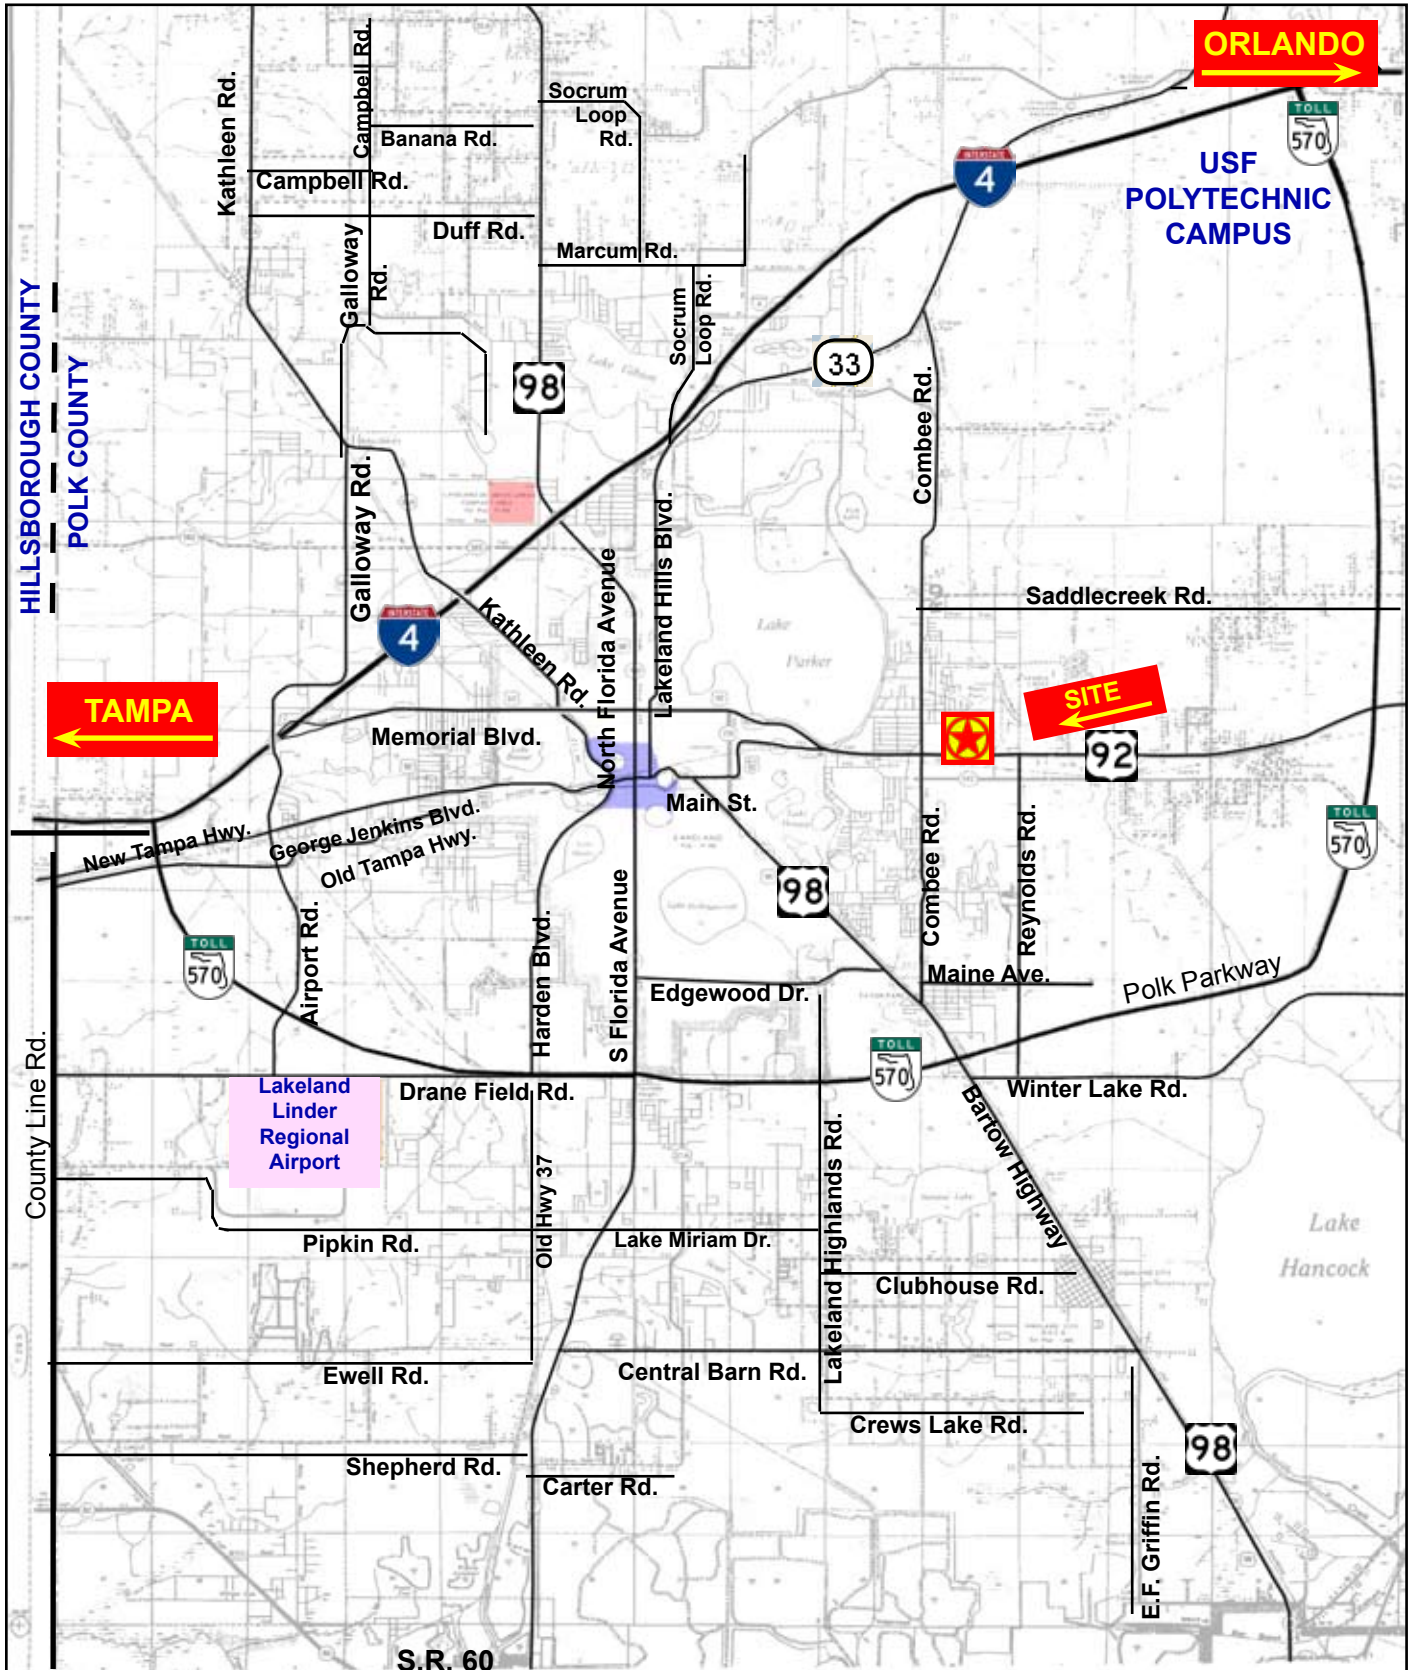 ORLANDO
TOLL
570
INTERSTATE
4
USF
POLYTECHNIC
CAMPUS
Kathleen Rd.
Campbell Rd.
Socrum
Loop
Rd.
Banana Rd.
Campbell Rd.
Duff Rd.
Marcum Rd.
Galloway
Rd.
Socrum
Loop Rd.
HILLSBOROUGH COUNTY
POLK COUNTY
98
33
Lake Gibson
Combee Rd.
Galloway Rd.
Lakeland Hills Blvd.
North Florida Avenue
Saddlecreek Rd.
INTERSTATE
4
Kathleen Rd.
Lake
Parker
TAMPA
SITE
Memorial Blvd.
92
Main St.
New Tampa Hwy.
George Jenkins Blvd.
Old Tampa Hwy.
TOLL
570
98
Combee Rd.
Reynolds Rd.
Airport Rd.
Harden Blvd.
S Florida Avenue
TOLL
570
Edgewood Dr.
Maine Ave.
Polk Parkway
TOLL
570
County Line Rd.
Drane Field Rd.
Winter Lake Rd.
Lakeland
Linder
Regional
Airport
Old Hwy 37
Lakeland Highlands Rd.
Bartow Highway
Pipkin Rd.
Lake Miriam Dr.
Lake
Hancock
Clubhouse Rd.
Ewell Rd.
Central Barn Rd.
Crews Lake Rd.
98
Shepherd Rd.
Carter Rd.
E.F. Griffin Rd.
S.R. 60